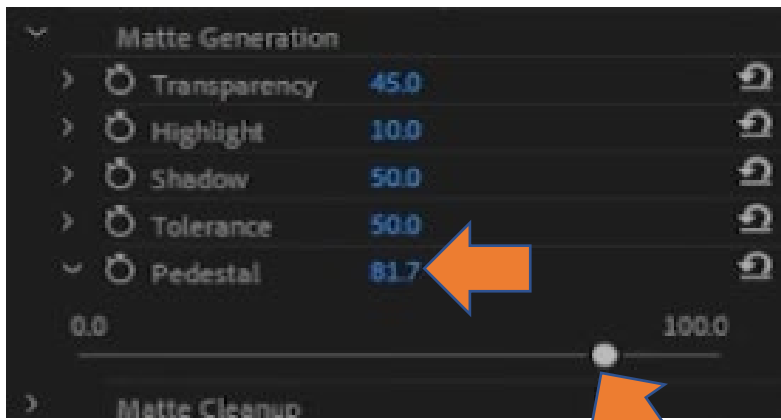 Matte Generation
Transparency 45.0
Highlight 10.0
Shadow 50.0
Tolerance 50.0
Pedestal 81.7
0.0 100.0
Matte Cleanup